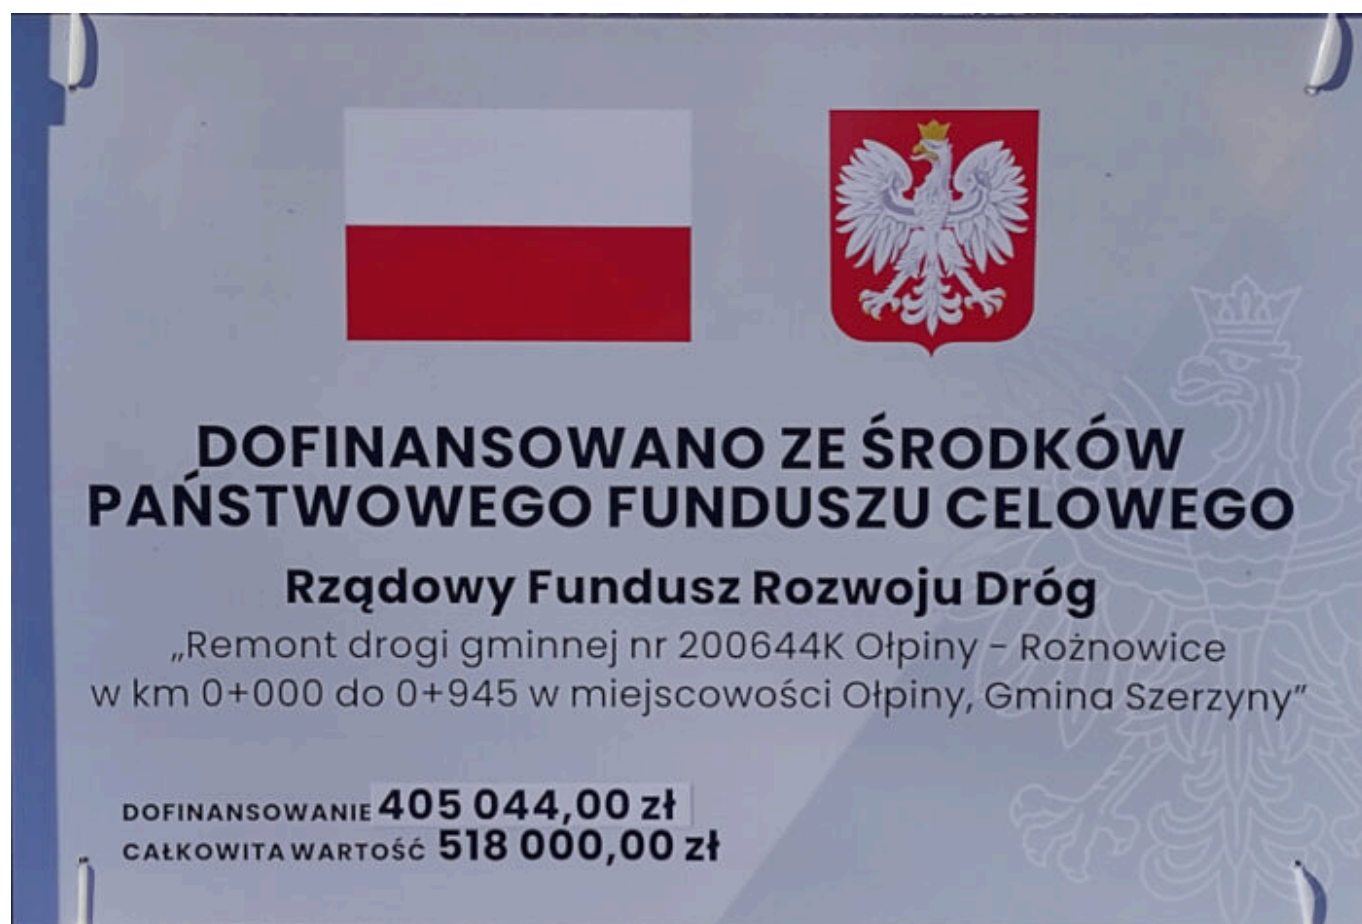 DOFINANSOWANO ZE ŚRODKÓW
PAŃSTWOWEGO FUNDUSZU CELOWEGO
Rządowy Fundusz Rozwoju Dróg
„Remont drogi gminnej nr 200644K Ołpiny – Rożnowice
w km 0+000 do 0+945 w miejscowości Ołpiny, Gmina Szerzyny”
DOFINANSOWANIE 405 044,00 zł
CAŁKOWITA WARTOŚĆ 518 000,00 zł